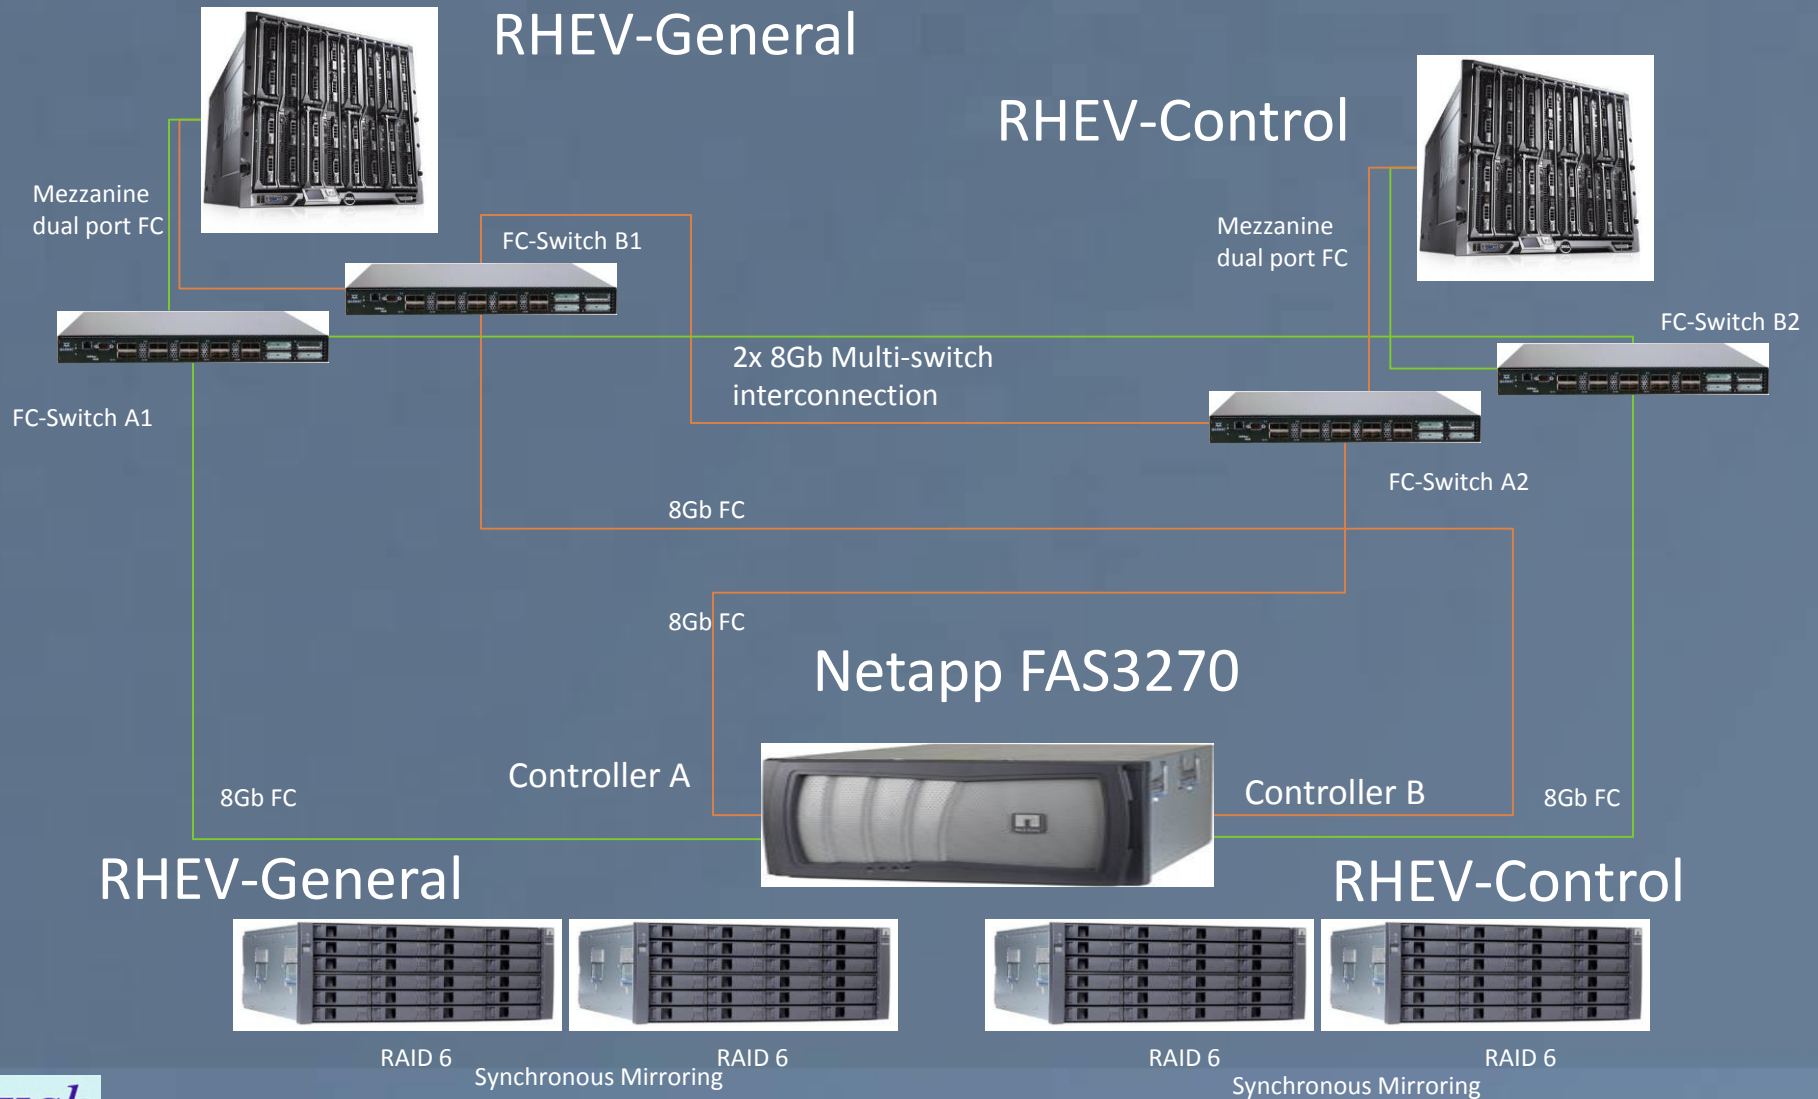 RHEV-General
RHEV-Control
Mezzanine
dual port FC
FC-Switch B1
Mezzanine
dual port FC
FC-Switch B2
2x 8Gb Multi-switch
interconnection
FC-Switch A1
FC-Switch A2
8Gb FC
8Gb FC
Netapp FAS3270
Controller A
Controller B
8Gb FC
8Gb FC
RHEV-General
RHEV-Control
RAID 6
RAID 6
RAID 6
RAID 6
Synchronous Mirroring
Synchronous Mirroring